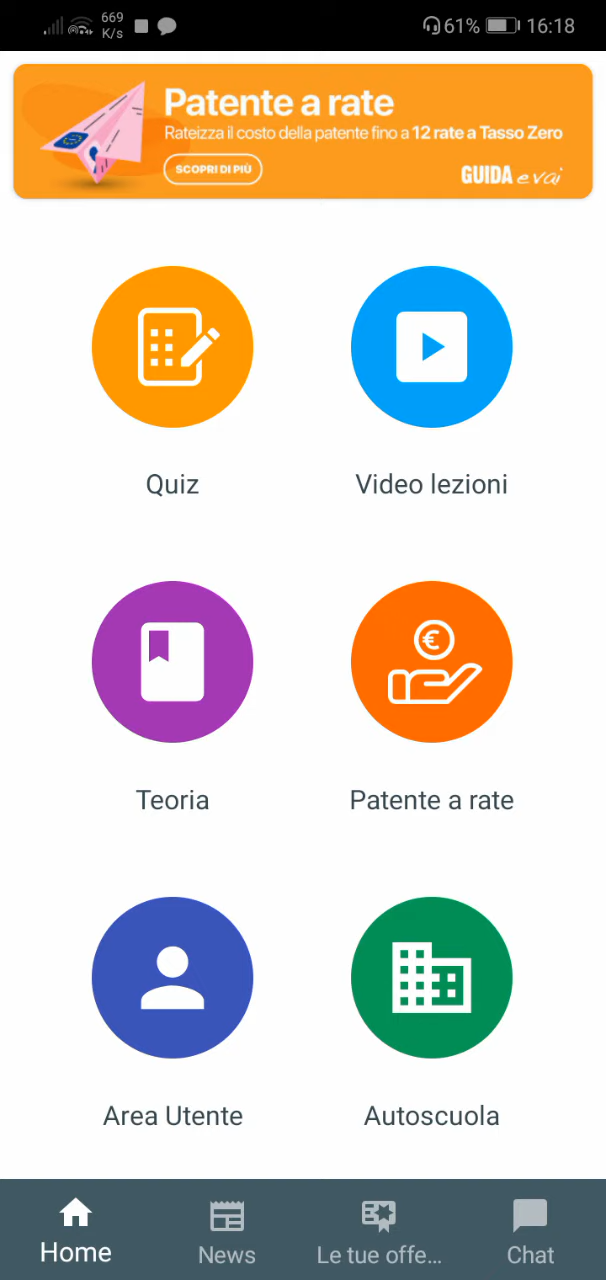 669
K/s
61%
16:18
Patente a rate
Rateizza il costo della patente fino a 12 rate a Tasso Zero
SCOPRI DI PIÙ
GUIDA e vai
Quiz
Video lezioni
Teoria
Patente a rate
Area Utente
Autoscuola
Home
News
Le tue offe...
Chat